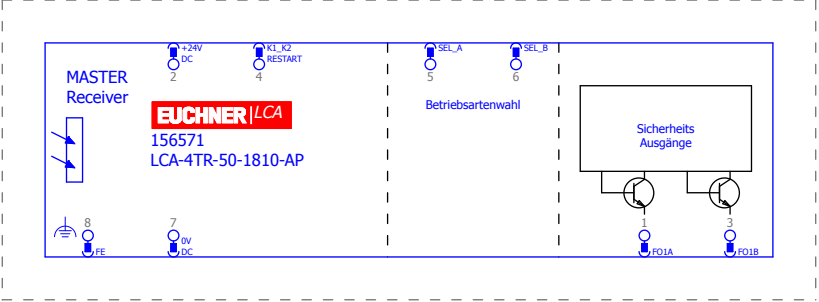 +24V
DC
2
K1_K2
RESTART
4
SEL_A
5
SEL_B
6
MASTER
Receiver
EUCHNER LCA
156571
LCA-4TR-50-1810-AP
Betriebsartenwahl
Sicherheits
Ausgänge
8
FE
7
0V
DC
1
FO1A
3
FO1B